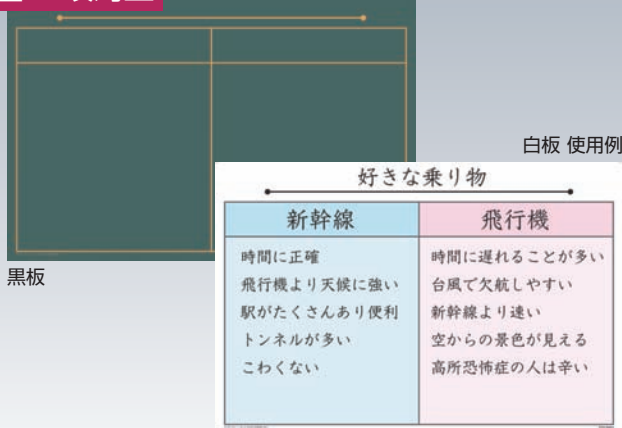 黒板
白板 使用例
好きな乗り物
新幹線
飛行機
時間に正確
飛行機より天候に強い
駅がたくさんあり便利
トンネルが多い
こわくない
時間に遅れることが多い
台風で欠航しやすい
新幹線より速い
空からの景色が見える
高所恐怖症の人は辛い